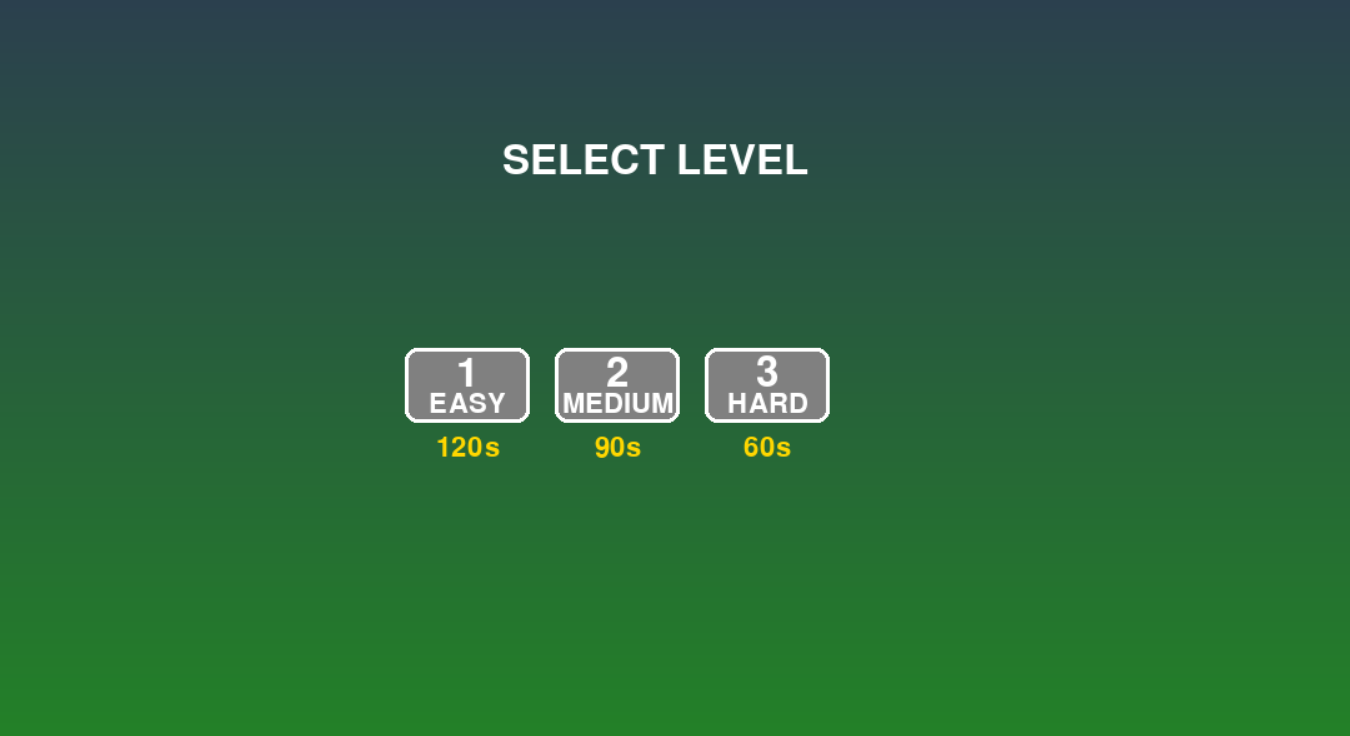 SELECT LEVEL
1 2 3
EASY MEDIUM HARD
120s 90s 60s